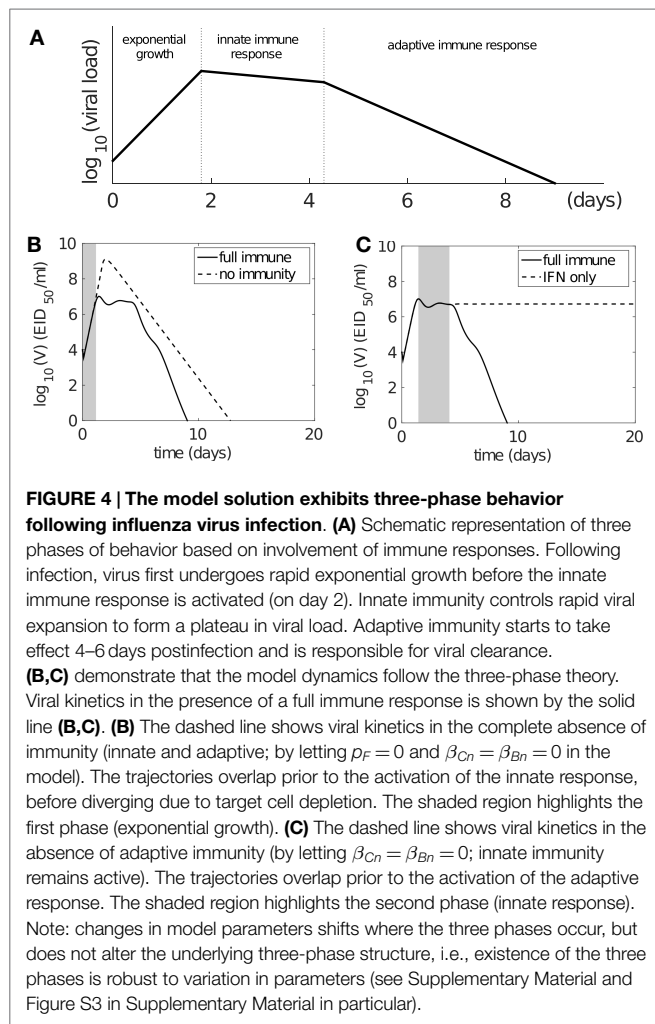 A
exponential growth
innate immune response
adaptive immune response
log10(viral load)
0 2 4 6 8 (days)
B
log10(V) (EID50/ml)
10
8
6
4
2
0
full immune
no immunity
0 10 20
time (days)
C
log10(V) (EID50/ml)
10
8
6
4
2
0
full immune
IFN only
0 10 20
time (days)
FIGURE 4 | The model solution exhibits three-phase behavior
following influenza virus infection. (A) Schematic representation of three
phases of behavior based on involvement of immune responses. Following
infection, virus first undergoes rapid exponential growth before the innate
immune response is activated (on day 2). Innate immunity controls rapid viral
expansion to form a plateau in viral load. Adaptive immunity starts to take
effect 4–6 days postinfection and is responsible for viral clearance.
(B,C) demonstrate that the model dynamics follow the three-phase theory.
Viral kinetics in the presence of a full immune response is shown by the solid
line (B,C). (B) The dashed line shows viral kinetics in the complete absence of
immunity (innate and adaptive; by letting pF = 0 and βCn = βBn = 0 in the
model). The trajectories overlap prior to the activation of the innate response,
before diverging due to target cell depletion. The shaded region highlights the
first phase (exponential growth). (C) The dashed line shows viral kinetics in the
absence of adaptive immunity (by letting βCn = βBn = 0; innate immunity
remains active). The trajectories overlap prior to the activation of the adaptive
response. The shaded region highlights the second phase (innate response).
Note: changes in model parameters shifts where the three phases occur, but
does not alter the underlying three-phase structure, i.e., existence of the three
phases is robust to variation in parameters (see Supplementary Material and
Figure S3 in Supplementary Material in particular).